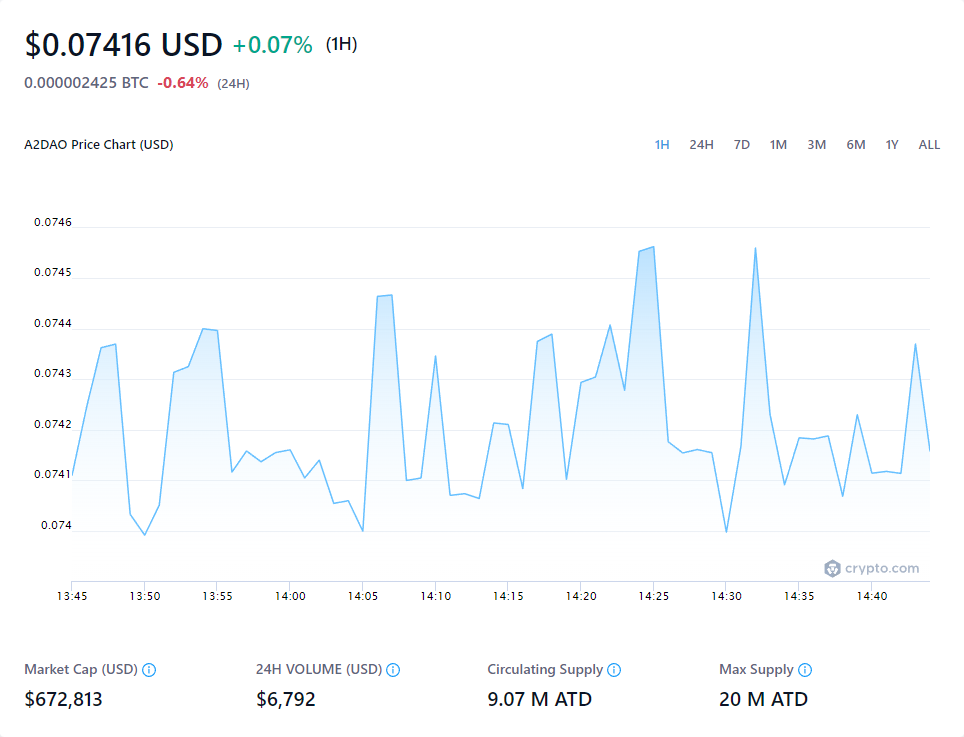 $0.07416 USD +0.07% (1H)
0.000002425 BTC -0.64% (24H)
A2DAO Price Chart (USD)
1H 24H 7D 1M 3M 6M 1Y ALL
0.0746
0.0745
0.0744
0.0743
0.0742
0.0741
0.074
crypto.com
13:45 13:50 13:55 14:00 14:05 14:10 14:15 14:20 14:25 14:30 14:35 14:40
Market Cap (USD) 24H VOLUME (USD) Circulating Supply Max Supply
$672,813 $6,792 9.07 M ATD 20 M ATD